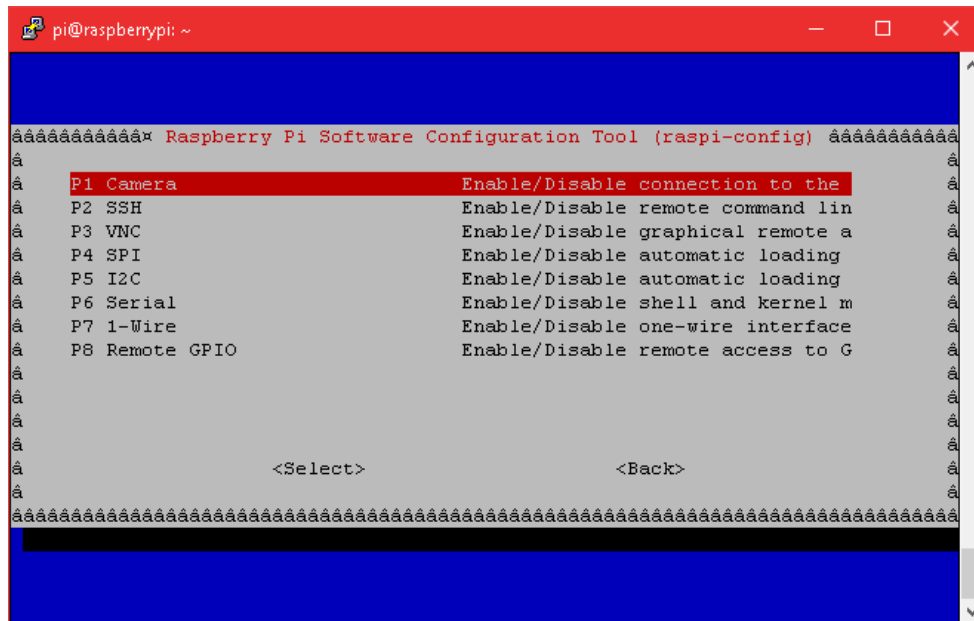 pi@raspberrypi: ~
âââââââââââ¤ Raspberry Pi Software Configuration Tool (raspi-config) âââââââââââ
â â
â P1 Camera Enable/Disable connection to the â
â P2 SSH Enable/Disable remote command lin â
â P3 VNC Enable/Disable graphical remote a â
â P4 SPI Enable/Disable automatic loading â
â P5 I2C Enable/Disable automatic loading â
â P6 Serial Enable/Disable shell and kernel m â
â P7 1-Wire Enable/Disable one-wire interface â
â P8 Remote GPIO Enable/Disable remote access to G â
â â
â â
â â
â â
â <Select> <Back> â
â â
ââââââââââââââââââââââââââââââââââââââââââââââââââââââââââââââââââââââââââââââââ